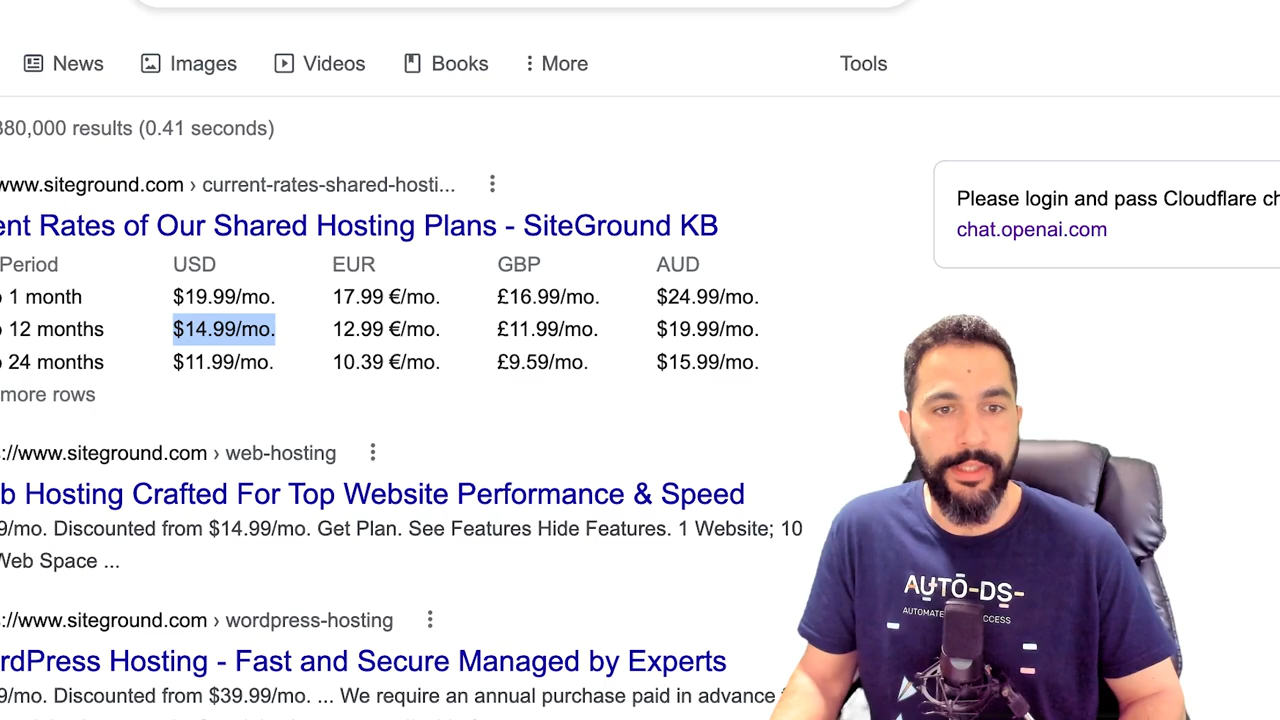 News Images Videos Books More Tools
380,000 results (0.41 seconds)
www.siteground.com › current-rates-shared-hosti...
ent Rates of Our Shared Hosting Plans - SiteGround KB
Period USD EUR GBP AUD
o 1 month $19.99/mo. 17.99 €/mo. £16.99/mo. $24.99/mo.
o 12 months $14.99/mo. 12.99 €/mo. £11.99/mo. $19.99/mo.
o 24 months $11.99/mo. 10.39 €/mo. £9.59/mo. $15.99/mo.
more rows
Please login and pass Cloudflare ch
chat.openai.com
://www.siteground.com › web-hosting
b Hosting Crafted For Top Website Performance & Speed
9/mo. Discounted from $14.99/mo. Get Plan. See Features Hide Features. 1 Website; 10
Web Space ...
://www.siteground.com › wordpress-hosting
rdPress Hosting - Fast and Secure Managed by Experts
9/mo. Discounted from $39.99/mo. ... We require an annual purchase paid in advance
AUTO-DS-